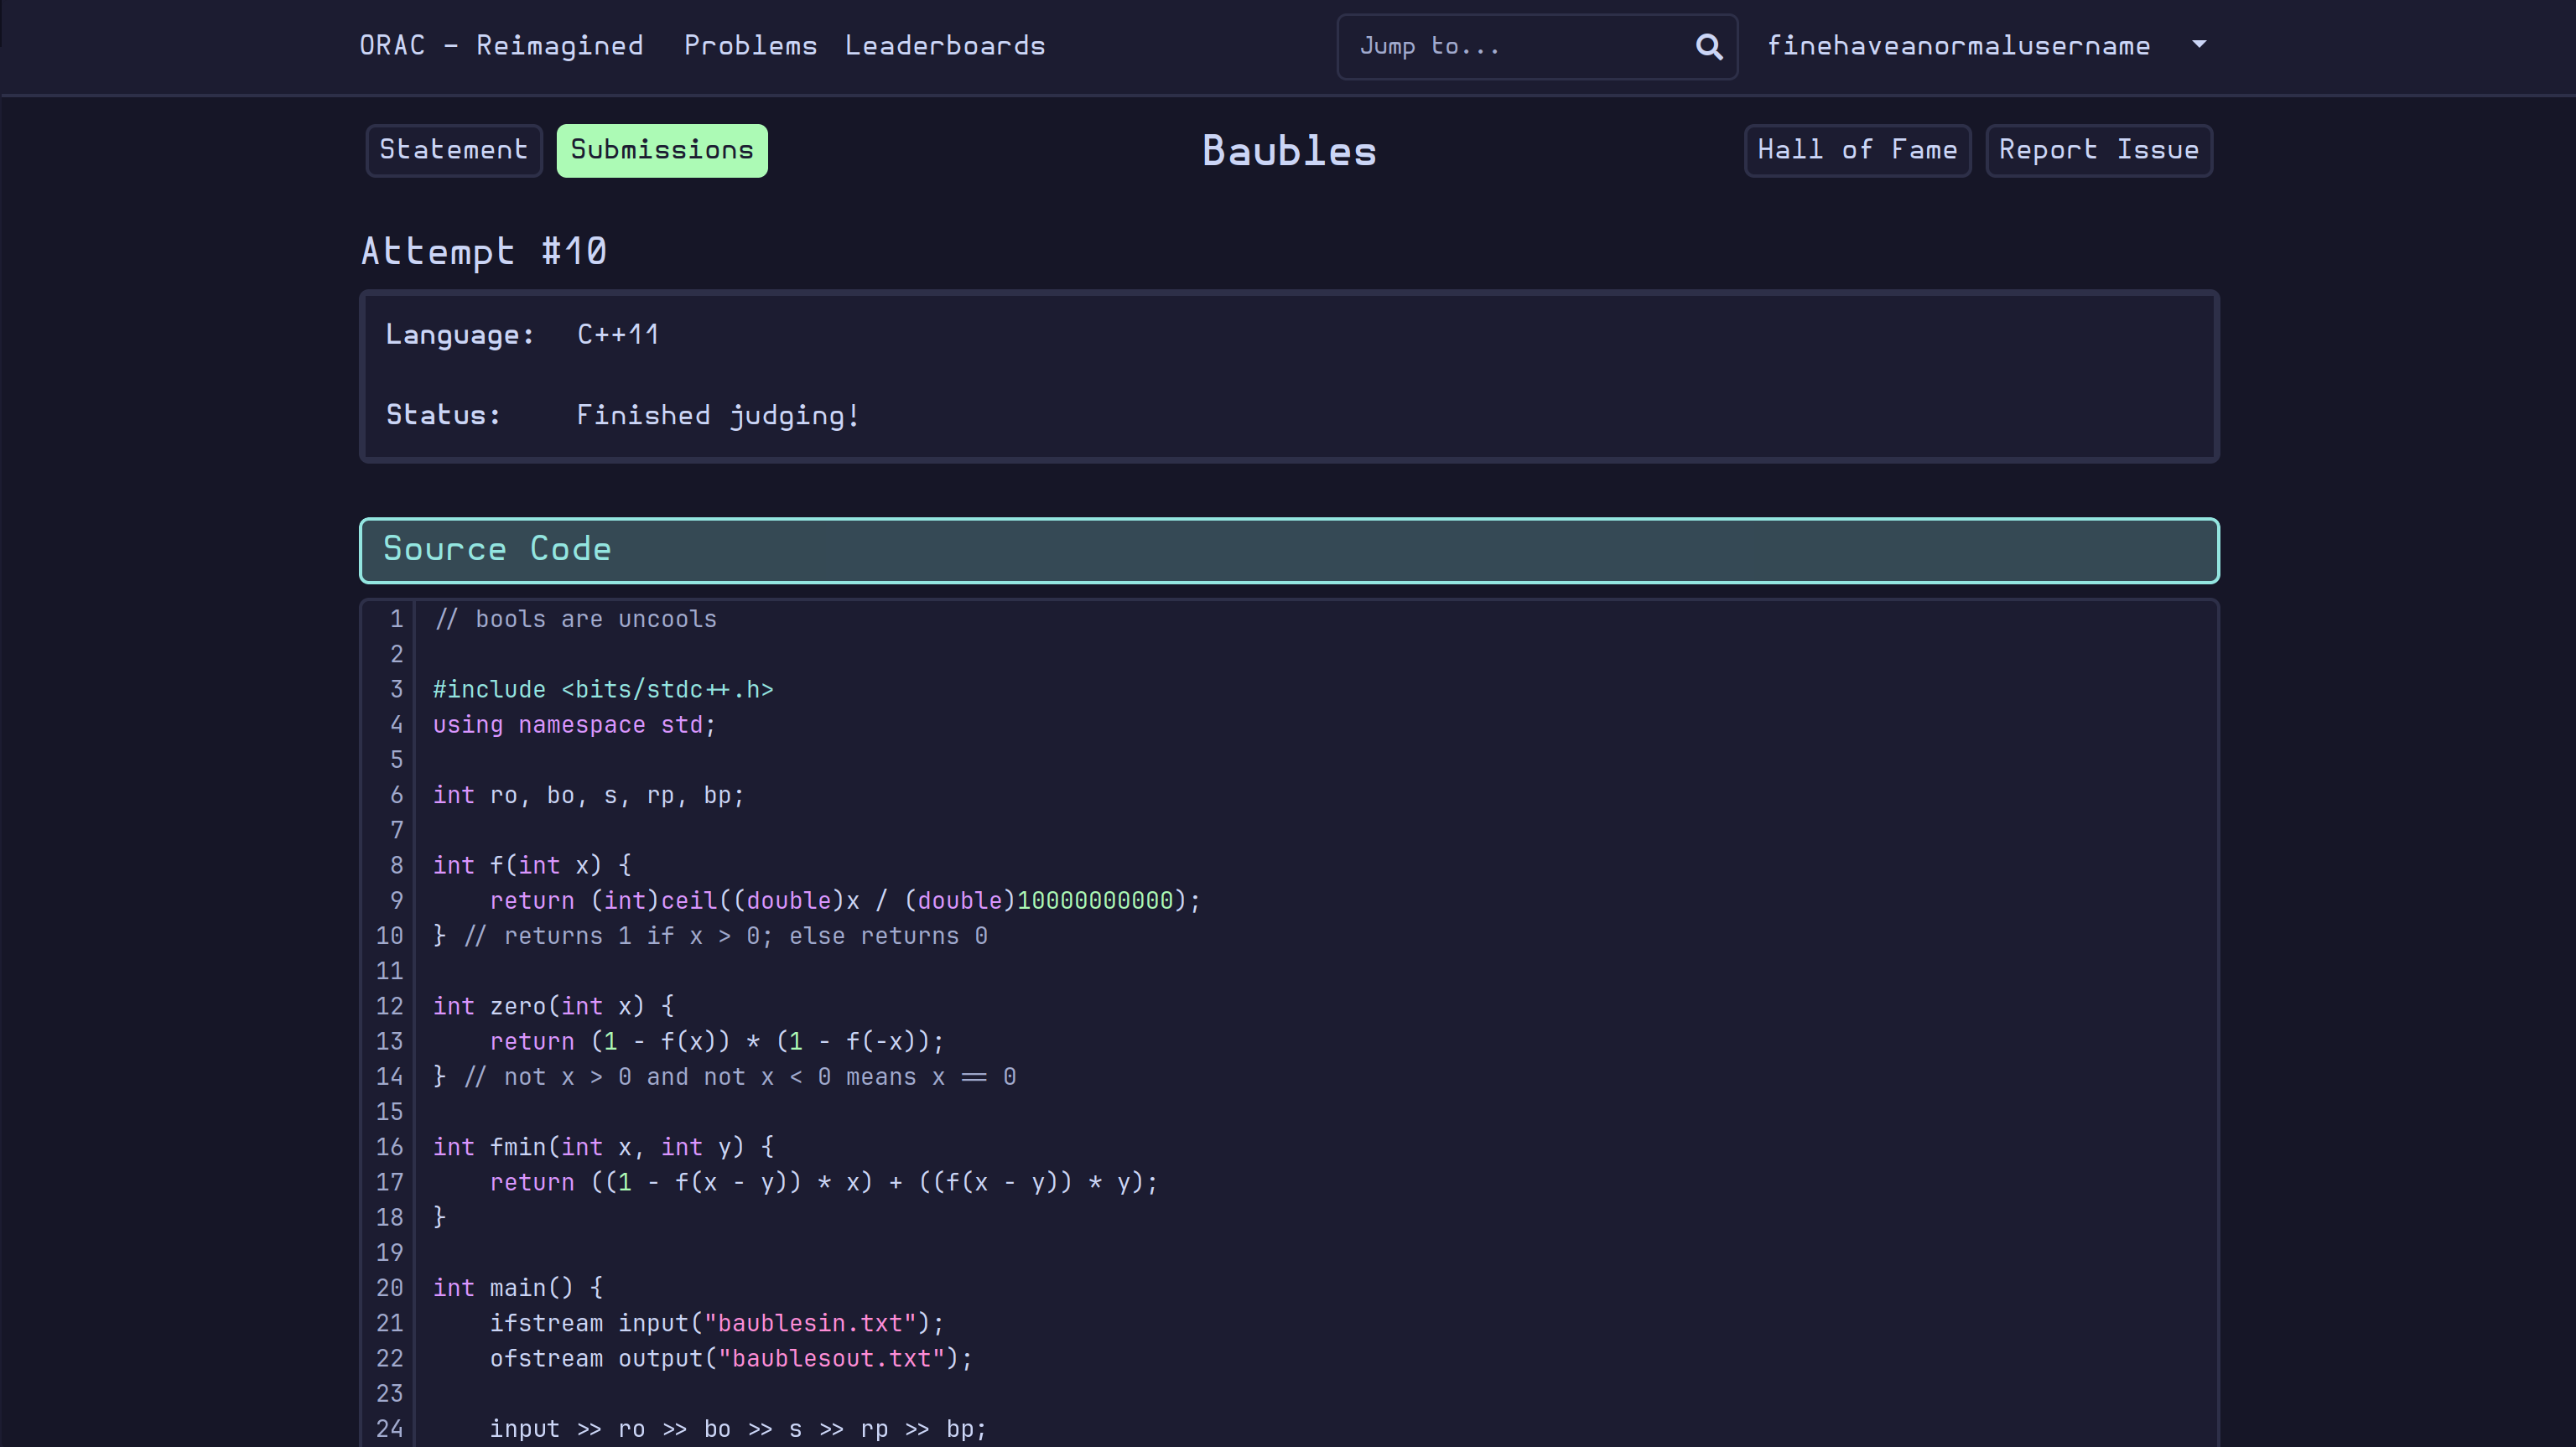 ORAC - Reimagined Problems Leaderboards Jump to... finehaveanormalusername
Statement Submissions Baubles Hall of Fame Report Issue
Attempt #10
Language: C++11
Status: Finished judging!
Source Code
1 // bools are uncools
2
3 #include <bits/stdc++.h>
4 using namespace std;
5
6 int ro, bo, s, rp, bp;
7
8 int f(int x) {
9     return (int)ceil((double)x / (double)10000000000);
10 } // returns 1 if x > 0; else returns 0
11
12 int zero(int x) {
13     return (1 - f(x)) * (1 - f(-x));
14 } // not x > 0 and not x < 0 means x == 0
15
16 int fmin(int x, int y) {
17     return ((1 - f(x - y)) * x) + ((f(x - y)) * y);
18 }
19
20 int main() {
21     ifstream input("baublesin.txt");
22     ofstream output("baublesout.txt");
23
24     input >> ro >> bo >> s >> rp >> bp;